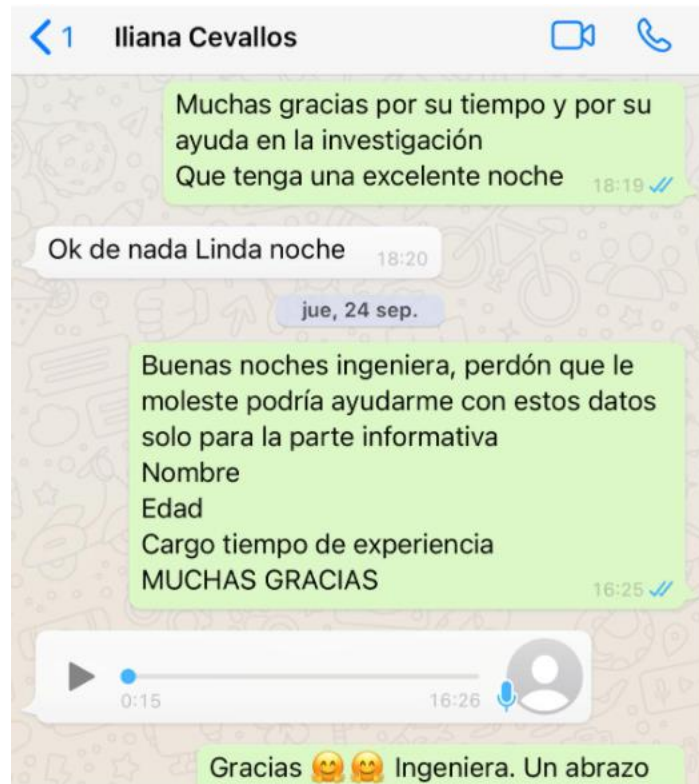 1 Iliana Cevallos
Muchas gracias por su tiempo y por su
ayuda en la investigación
Que tenga una excelente noche 18:19
Ok de nada Linda noche 18:20
jue, 24 sep.
Buenas noches ingeniera, perdón que le
moleste podría ayudarme con estos datos
solo para la parte informativa
Nombre
Edad
Cargo tiempo de experiencia
MUCHAS GRACIAS 16:25
0:15 16:26
Gracias 🤗🤗 Ingeniera. Un abrazo